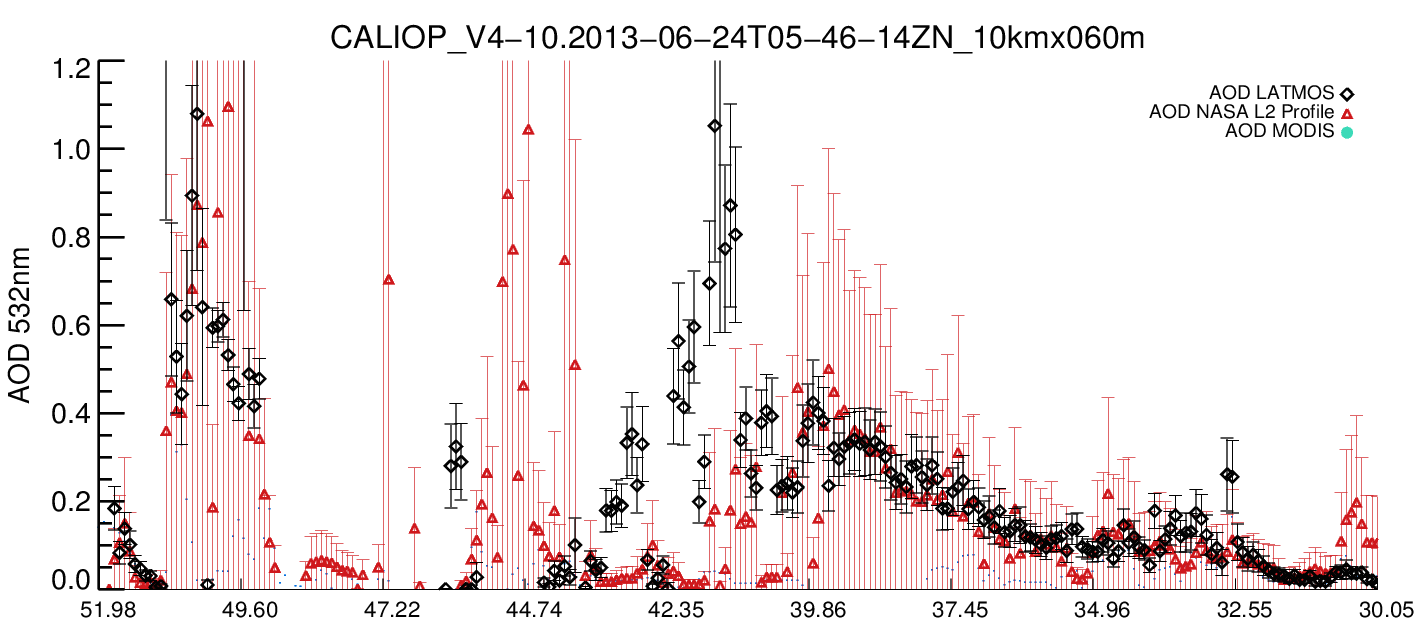 CALIOP_V4−10.2013−06−24T05−46−14ZN_10kmx060m
AOD LATMOS
AOD NASA L2 Profile
AOD MODIS
AOD 532nm
1.2
1.0
0.8
0.6
0.4
0.2
0.0
51.98 49.60 47.22 44.74 42.35 39.86 37.45 34.96 32.55 30.05